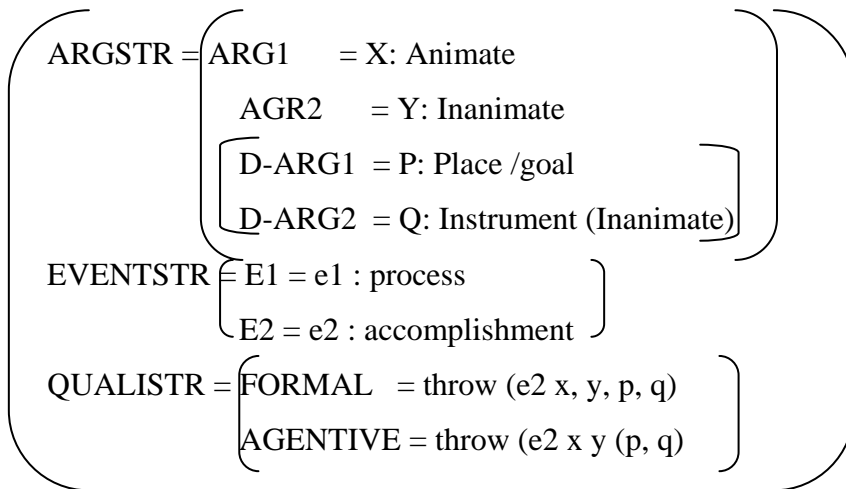 ARGSTR = ARG1 = X: Animate
AGR2 = Y: Inanimate
D-ARG1 = P: Place /goal
D-ARG2 = Q: Instrument (Inanimate)
EVENTSTR = E1 = e1 : process
E2 = e2 : accomplishment
QUALISTR = FORMAL = throw (e2 x, y, p, q)
AGENTIVE = throw (e2 x y (p, q)